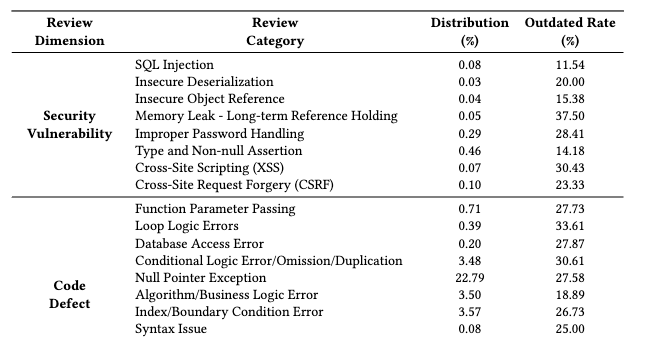 Review Review Distribution Outdated Rate
Dimension Category (%) (%)
SQL Injection 0.08 11.54
Insecure Deserialization 0.03 20.00
Insecure Object Reference 0.04 15.38
Security Memory Leak - Long-term Reference Holding 0.05 37.50
Vulnerability Improper Password Handling 0.29 28.41
Type and Non-null Assertion 0.46 14.18
Cross-Site Scripting (XSS) 0.07 30.43
Cross-Site Request Forgery (CSRF) 0.10 23.33
Function Parameter Passing 0.71 27.73
Loop Logic Errors 0.39 33.61
Database Access Error 0.20 27.87
Conditional Logic Error/Omission/Duplication 3.48 30.61
Code Null Pointer Exception 22.79 27.58
Defect Algorithm/Business Logic Error 3.50 18.89
Index/Boundary Condition Error 3.57 26.73
Syntax Issue 0.08 25.00